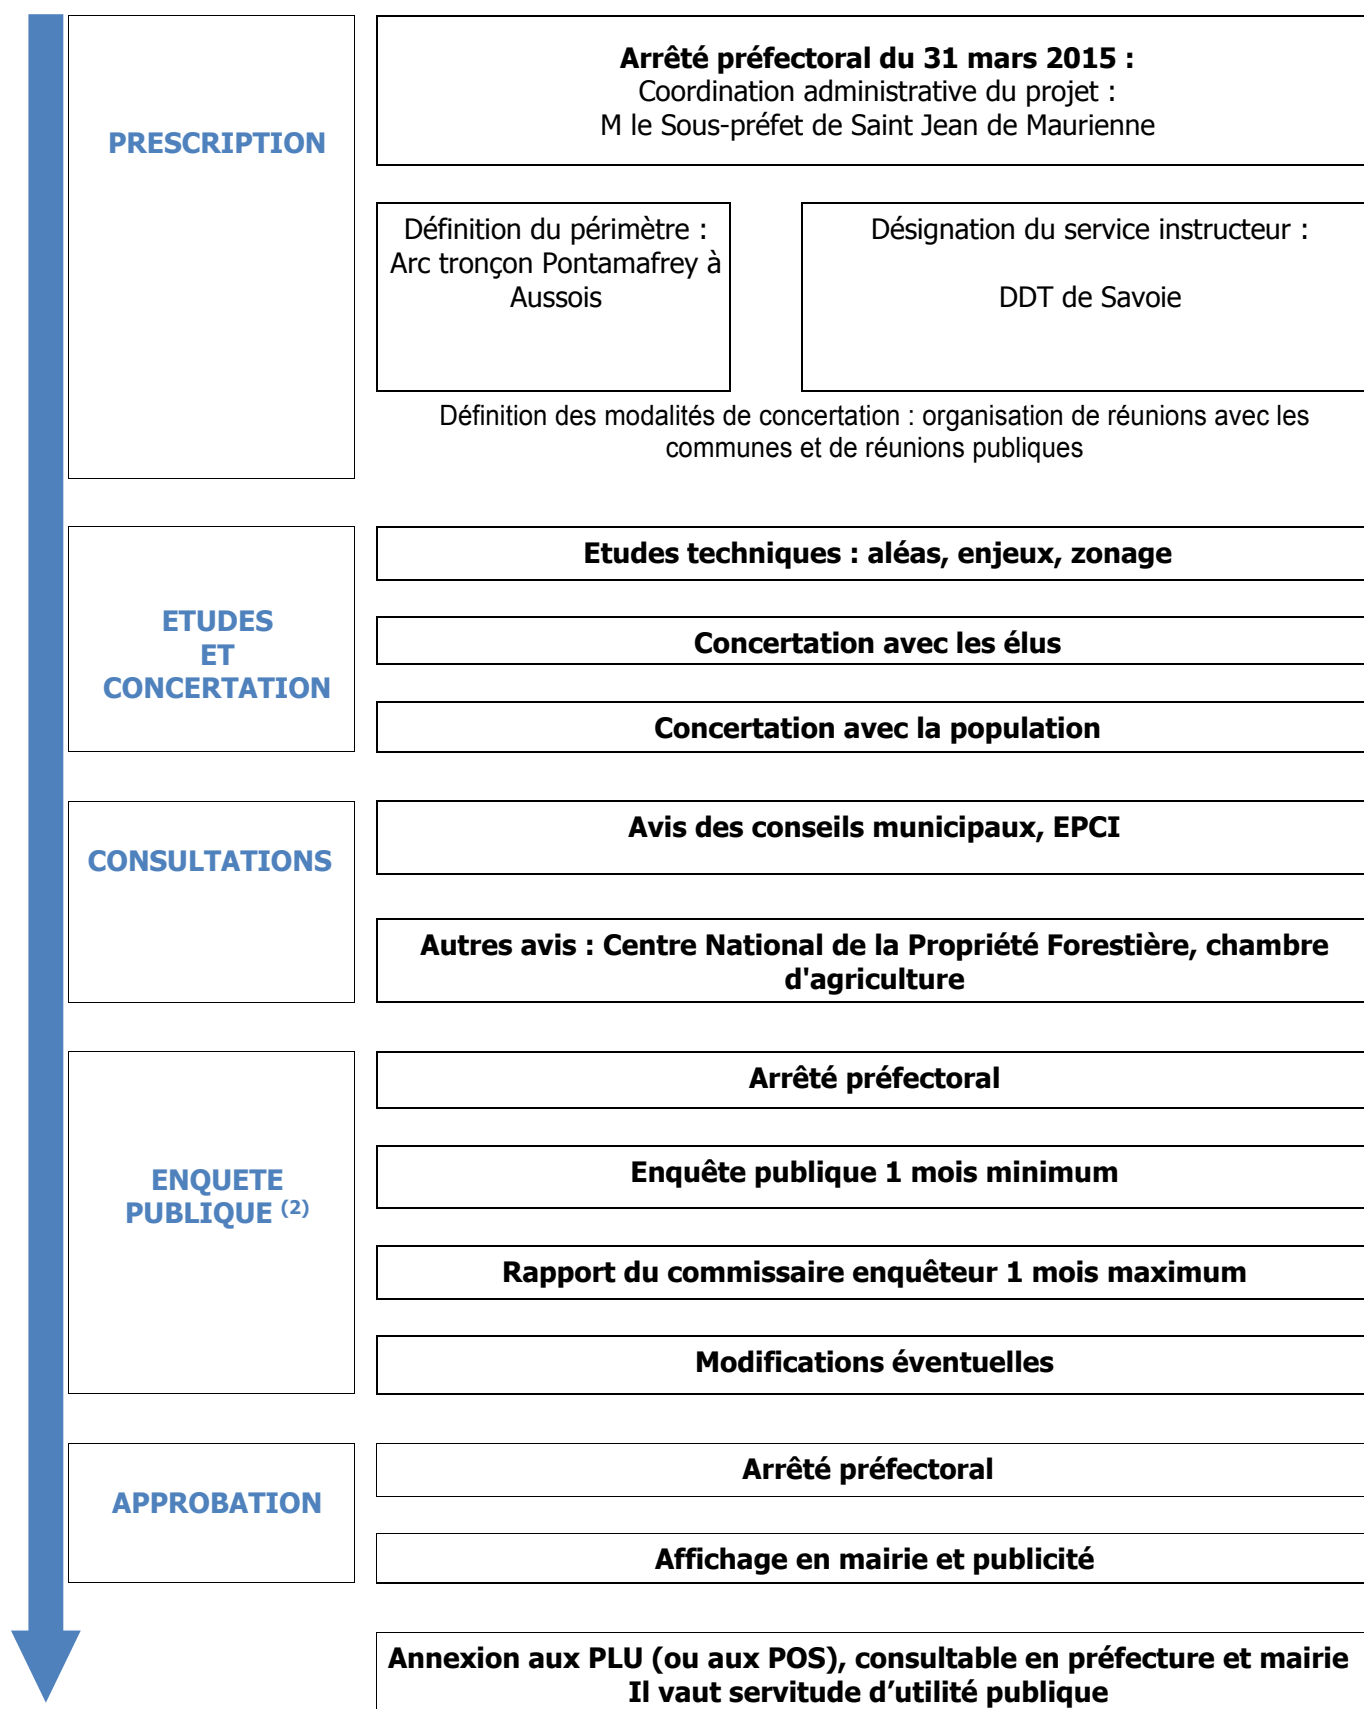 PRESCRIPTION
Arrêté préfectoral du 31 mars 2015 :
Coordination administrative du projet :
M le Sous-préfet de Saint Jean de Maurienne
Définition du périmètre :
Arc tronçon Pontamafrey à
Aussois
Désignation du service instructeur :
DDT de Savoie
Définition des modalités de concertation : organisation de réunions avec les
communes et de réunions publiques
ETUDES
ET
CONCERTATION
Etudes techniques : aléas, enjeux, zonage
Concertation avec les élus
Concertation avec la population
CONSULTATIONS
Avis des conseils municipaux, EPCI
Autres avis : Centre National de la Propriété Forestière, chambre
d'agriculture
ENQUETE
PUBLIQUE (2)
Arrêté préfectoral
Enquête publique 1 mois minimum
Rapport du commissaire enquêteur 1 mois maximum
Modifications éventuelles
APPROBATION
Arrêté préfectoral
Affichage en mairie et publicité
Annexion aux PLU (ou aux POS), consultable en préfecture et mairie
Il vaut servitude d’utilité publique